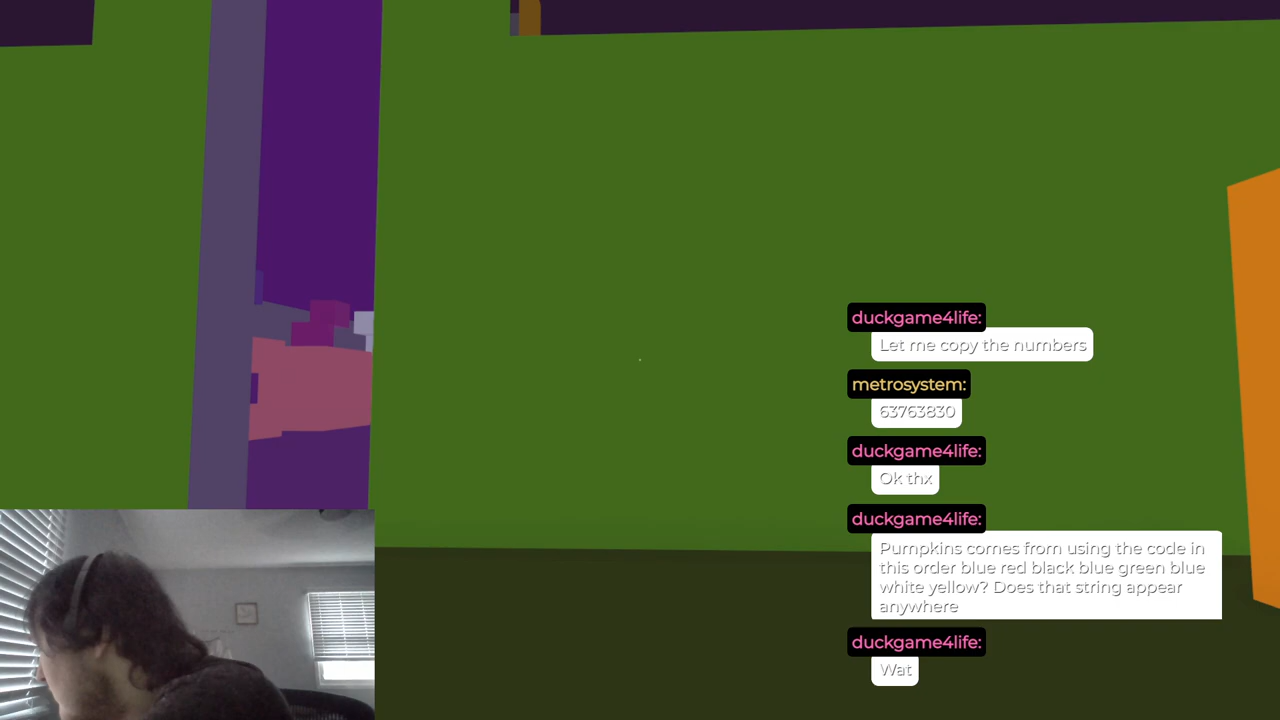 duckgame4life:
Let me copy the numbers
metrosystem:
63763830
duckgame4life:
Ok thx
duckgame4life:
Pumpkins comes from using the code in
this order blue red black blue green blue
white yellow? Does that string appear
anywhere
duckgame4life:
Wat